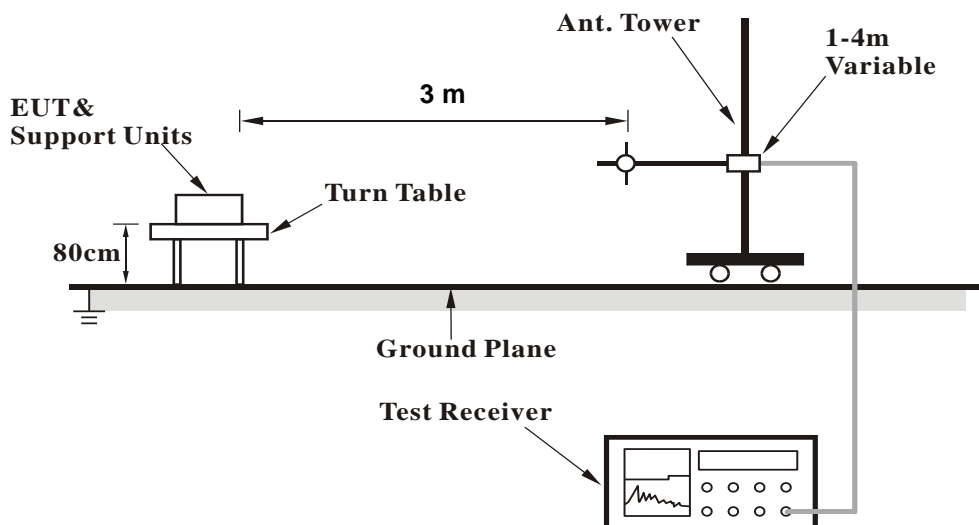 Ant. Tower
1-4m
Variable
3 m
EUT&
Support Units
Turn Table
80cm
Ground Plane
Test Receiver